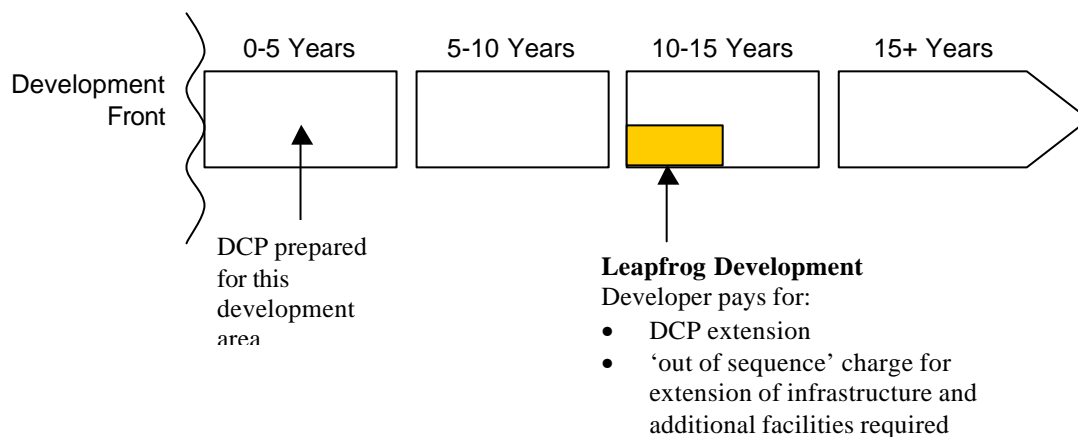 0-5 Years
5-10 Years
10-15 Years
15+ Years
Development
Front
DCP prepared
for this
development
area
Leapfrog Development
Developer pays for:
• DCP extension
• ‘out of sequence’ charge for
extension of infrastructure and
additional facilities required